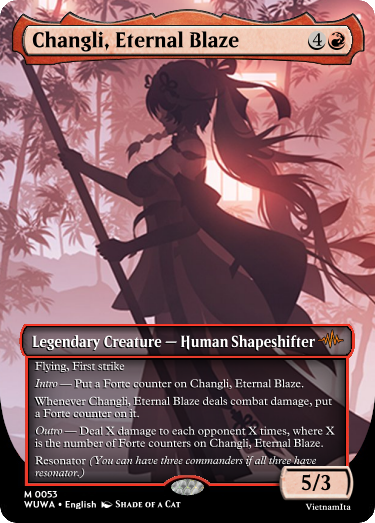 Changli, Eternal Blaze 4
Legendary Creature — Human Shapeshifter
Flying, First strike
Intro — Put a Forte counter on Changli, Eternal Blaze.
Whenever Changli, Eternal Blaze deals combat damage, put
a Forte counter on it.
Outro — Deal X damage to each opponent X times, where X
is the number of Forte counters on Changli, Eternal Blaze.
Resonator (You can have three commanders if all three have
resonator.)
5/3
M 0053
WUWA • English Shade of a Cat
VietnamIta